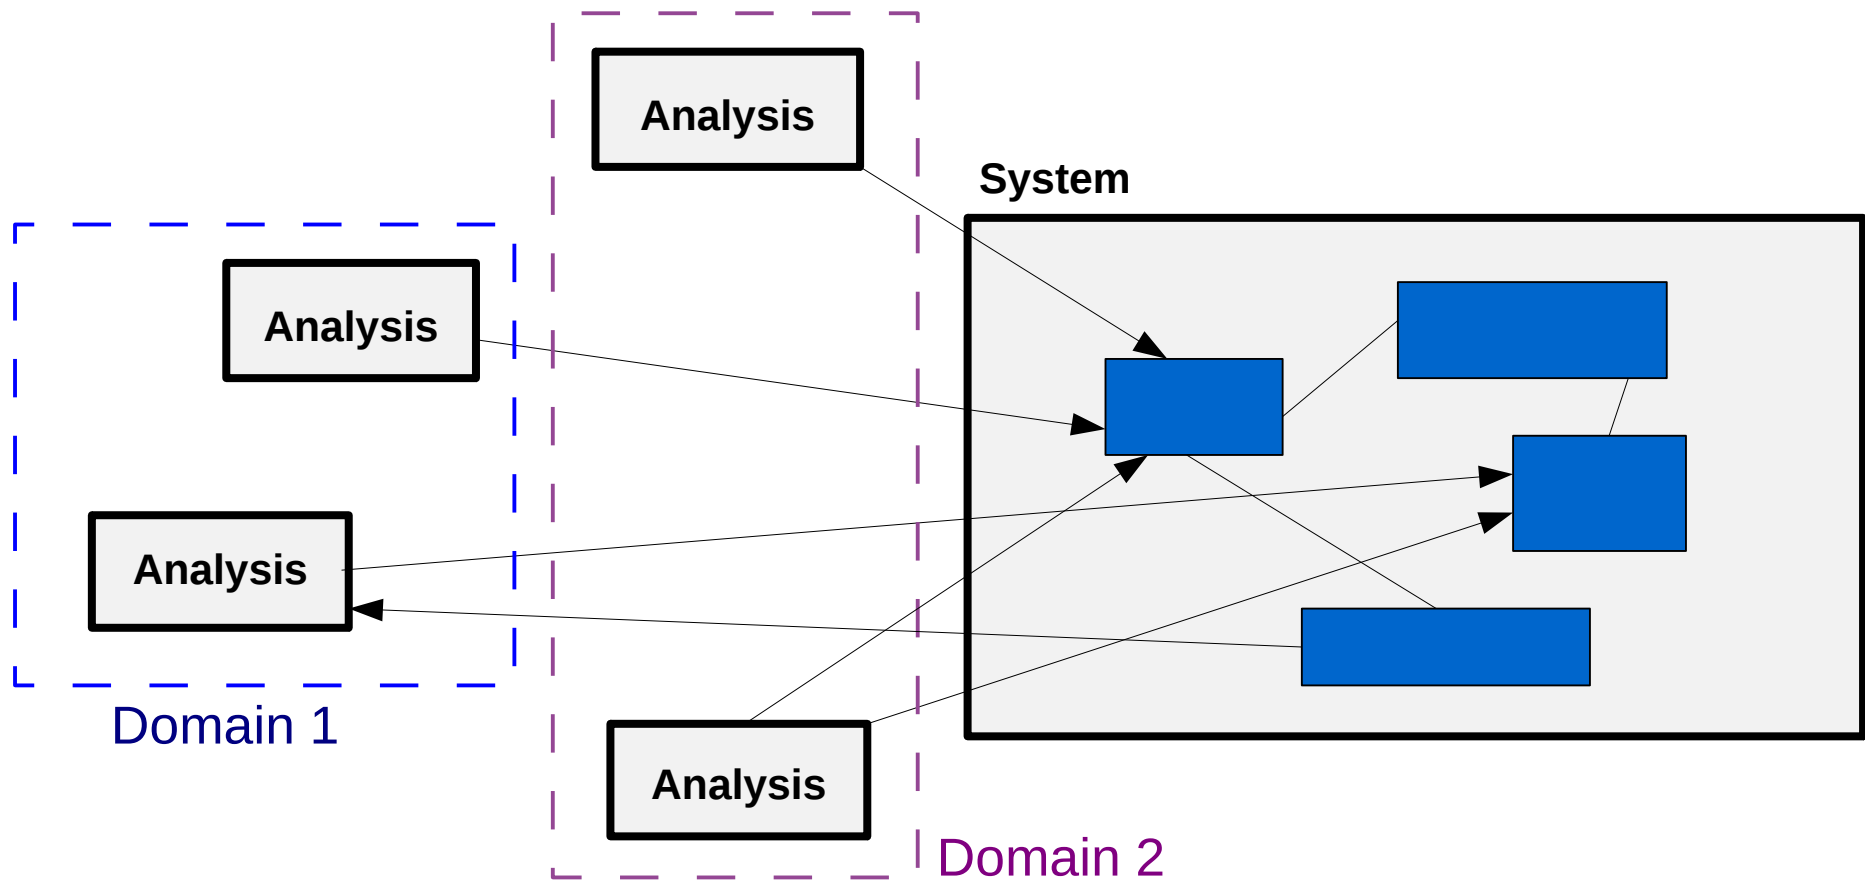 Analysis
System
Analysis
Analysis
Domain 1
Analysis
Domain 2